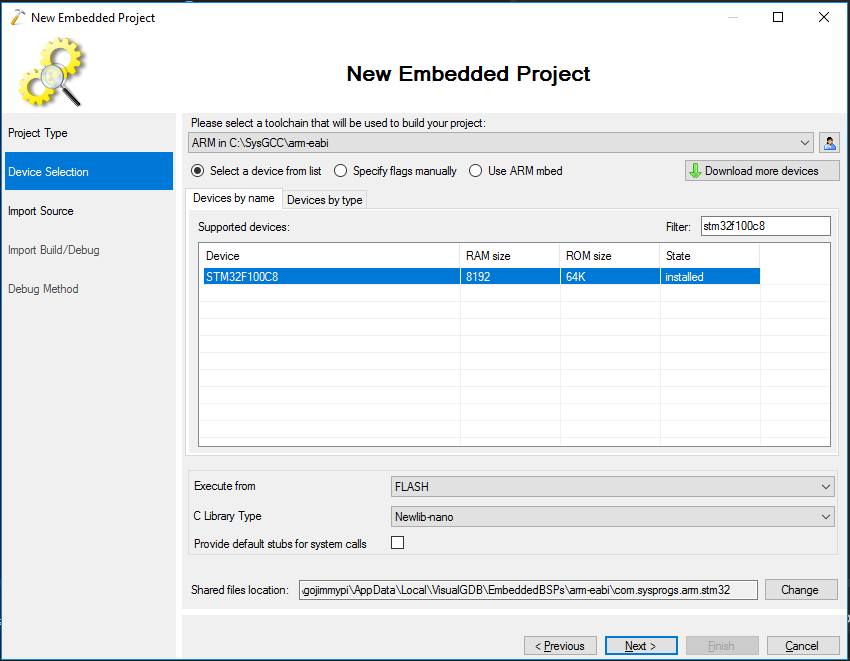 New Embedded Project
New Embedded Project
Project Type
Device Selection
Import Source
Import Build/Debug
Debug Method
Please select a toolchain that will be used to build your project:
ARM in C:\SysGCC\arm-eabi
Select a device from list Specify flags manually Use ARM mbed Download more devices
Devices by name Devices by type
Supported devices: Filter: stm32f100c8
Device RAM size ROM size State
STM32F100C8 8192 64K installed
Execute from FLASH
C Library Type Newlib-nano
Provide default stubs for system calls
Shared files location: \gojimmypi\AppData\Local\VisualGDB\EmbeddedBSPs\arm-eabi\com.sysprogs.arm.stm32 Change
< Previous Next > Finish Cancel